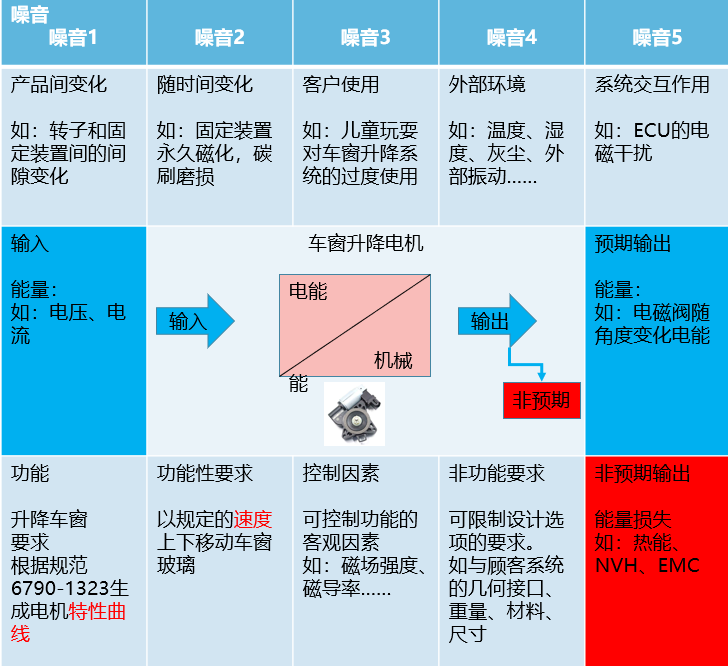 噪音
噪音1
噪音2
噪音3
噪音4
噪音5
产品间变化
如：转子和固
定装置间的间
隙变化
随时间变化
如：固定装置
永久磁化，碳
刷磨损
客户使用
如：儿童玩耍
对车窗升降系
统的过度使用
外部环境
如：温度、湿
度、灰尘、外
部振动......
系统交互作用
如：ECU的电
磁干扰
输入
能量：
如：电压、电
流
车窗升降电机
输入
电能
机械
能
输出
非预期
预期输出
能量：
如：电磁阀随
角度变化电能
功能
升降车窗
要求
根据规范
6790-1323生
成电机特性曲
线
功能性要求
以规定的速度
上下移动车窗
玻璃
控制因素
可控制功能的
客观因素
如：磁场强度、
磁导率......
非功能要求
可限制设计选
项的要求。
如与顾客系统
的几何接口、
重量、材料、
尺寸
非预期输出
能量损失
如：热能、
NVH、EMC